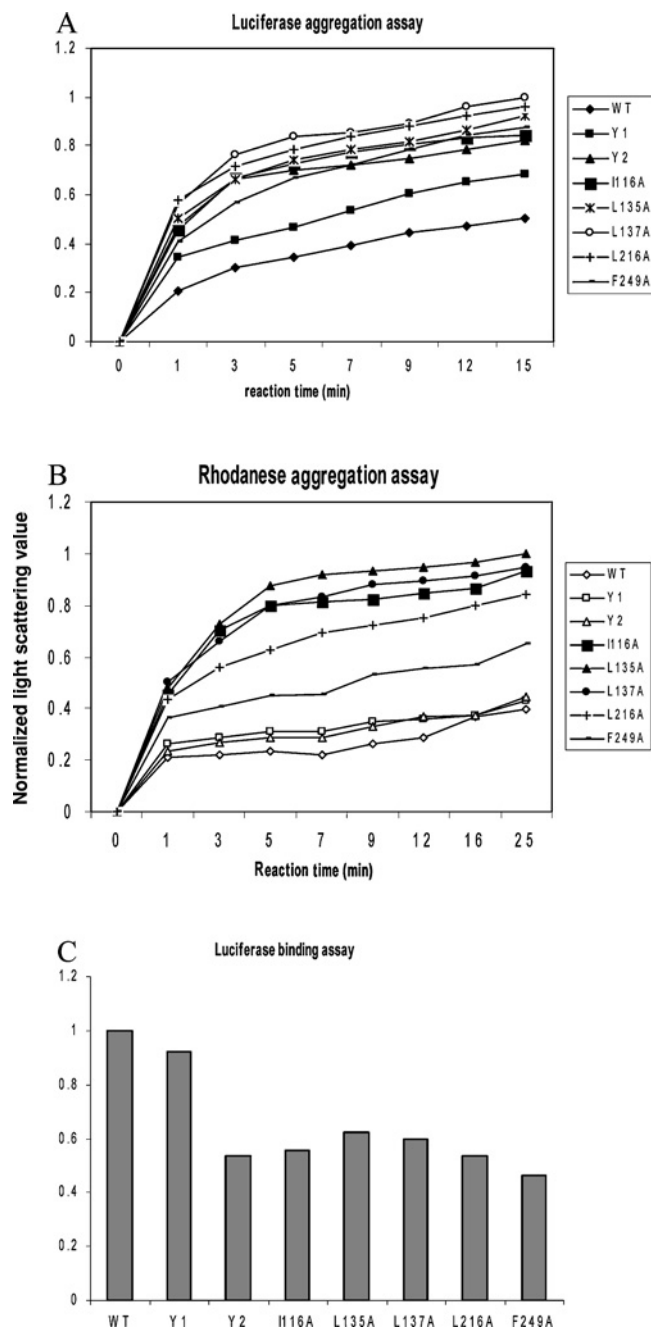 A
Luciferase aggregation assay
1.2
1
0.8
0.6
0.4
0.2
0
0 1 3 5 7 9 12 15
reaction time (min)
WT
Y1
Y2
I116A
L135A
L137A
L216A
F249A
B
Rhodanese aggregation assay
Normalized light scattering value
1.2
1
0.8
0.6
0.4
0.2
0
0 1 3 5 7 9 12 16 25
Reaction time (min)
WT
Y1
Y2
I116A
L135A
L137A
L216A
F249A
C
Luciferase binding assay
1.2
1
0.8
0.6
0.4
0.2
0
WT Y1 Y2 I116A L135A L137A L216A F249A